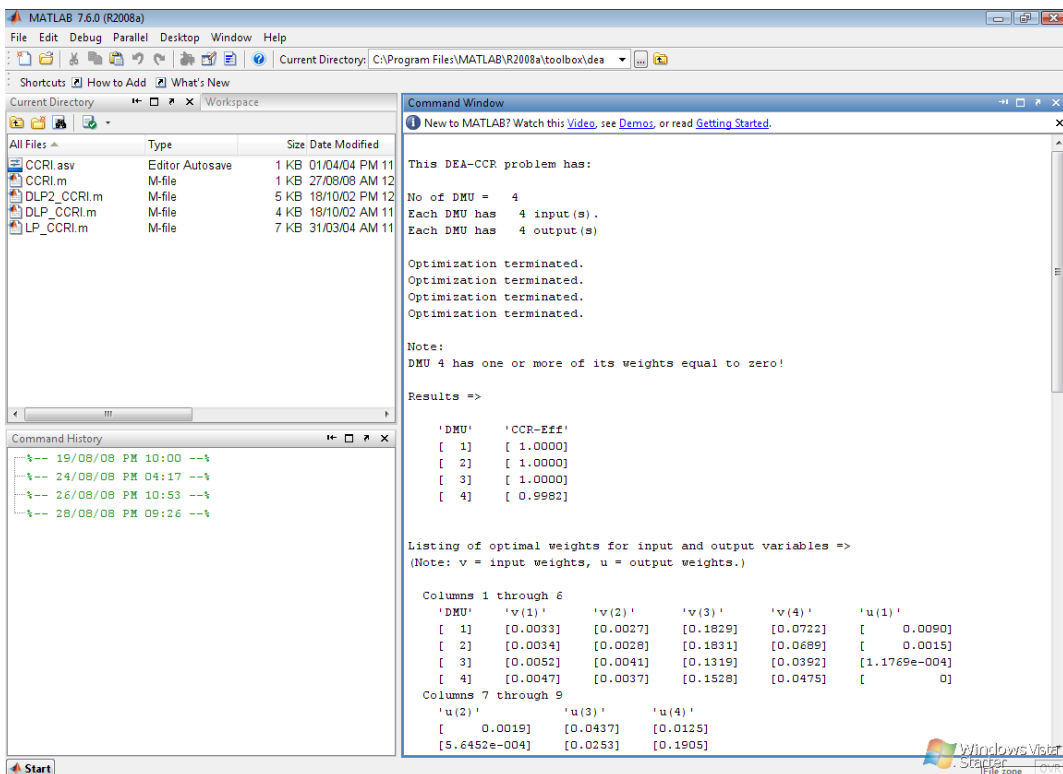 MATLAB 7.6.0 (R2008a)
File Edit Debug Parallel Desktop Window Help
Current Directory: C:\Program Files\MATLAB\R2008a\toolbox\dea ...
Shortcuts How to Add What's New
Current Directory Workspace
All Files Type Size Date Modified
CCRI.asv Editor Autosave 1 KB 01/04/04 PM 11
CCRI.m M-file 1 KB 27/08/08 AM 12
DLP2_CCRI.m M-file 5 KB 18/10/02 PM 12
DLP_CCRI.m M-file 4 KB 18/10/02 AM 11
LP_CCRI.m M-file 7 KB 31/03/04 AM 11
Command History
%-- 19/08/08 PM 10:00 --%
%-- 24/08/08 PM 04:17 --%
%-- 26/08/08 PM 10:53 --%
%-- 28/08/08 PM 09:26 --%
Command Window
New to MATLAB? Watch this Video, see Demos, or read Getting Started.
This DEA-CCR problem has:
No of DMU = 4
Each DMU has 4 input(s).
Each DMU has 4 output(s)
Optimization terminated.
Optimization terminated.
Optimization terminated.
Optimization terminated.
Note:
DMU 4 has one or more of its weights equal to zero!
Results =>
'DMU' 'CCR-Eff'
[ 1] [ 1.0000]
[ 2] [ 1.0000]
[ 3] [ 1.0000]
[ 4] [ 0.9982]
Listing of optimal weights for input and output variables =>
(Note: v = input weights, u = output weights.)
Columns 1 through 6
'DMU' 'v(1)' 'v(2)' 'v(3)' 'v(4)' 'u(1)'
[ 1] [0.0033] [0.0027] [0.1829] [0.0722] [ 0.0090]
[ 2] [0.0034] [0.0028] [0.1831] [0.0689] [ 0.0015]
[ 3] [0.0052] [0.0041] [0.1319] [0.0392] [1.1769e-004]
[ 4] [0.0047] [0.0037] [0.1528] [0.0475] [ 0]
Columns 7 through 9
'u(2)' 'u(3)' 'u(4)'
[ 0.0019] [0.0437] [0.0125]
[5.6452e-004] [0.0253] [0.1905]
Windows Vista
Starter
Start
File zone OVR